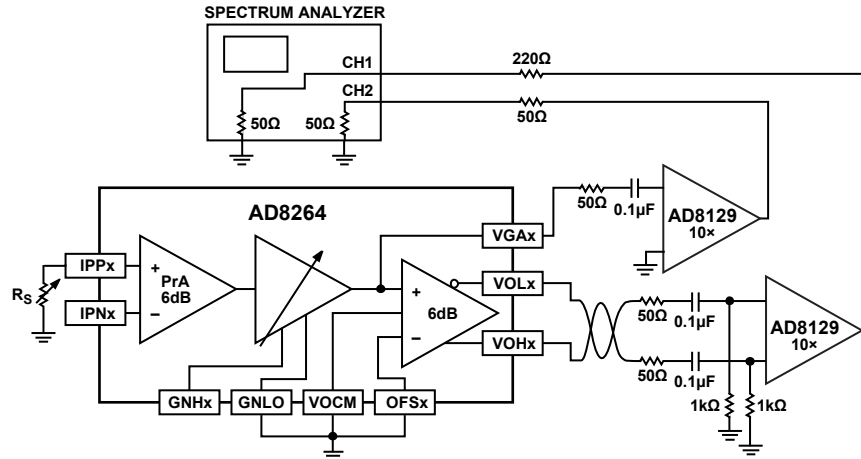 SPECTRUM ANALYZER
CH1
220Ω
CH2
50Ω
50Ω
50Ω
AD8264
VGAx
50Ω
0.1µF
AD8129
10×
IPPx
+
PrA
6dB
−
RS
IPNx
+
6dB
−
VOLx
VOHx
50Ω
0.1µF
AD8129
10×
50Ω
0.1µF
GNHx
GNLO
VOCM
OFSx
1kΩ
1kΩ